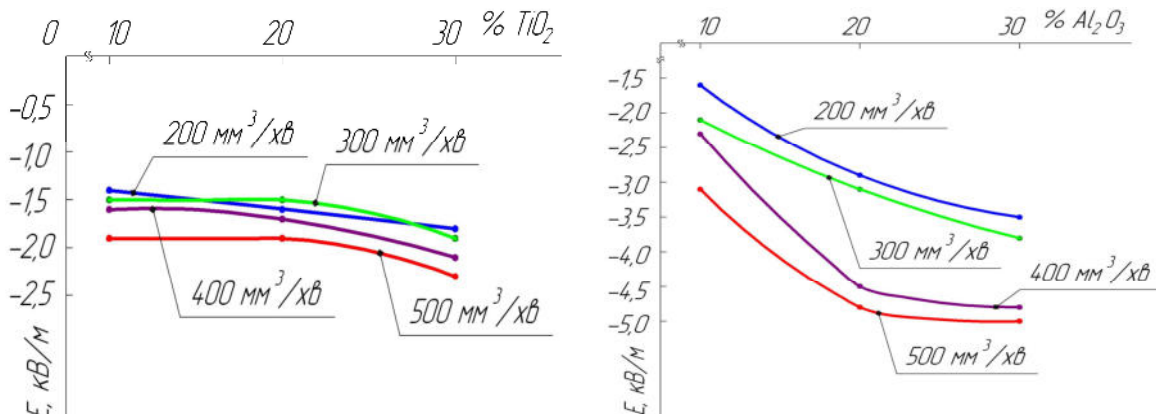 0 10 20 30 % TiO₂
-0,5
-1,0
-1,5
-2,0
-2,5
E, кВ/м
200 мм³/хв
300 мм³/хв
400 мм³/хв
500 мм³/хв
10 20 30 % Al₂O₃
-1,5
-2,0
-2,5
-3,0
-3,5
-4,0
-4,5
-5,0
E, кВ/м
200 мм³/хв
300 мм³/хв
400 мм³/хв
500 мм³/хв